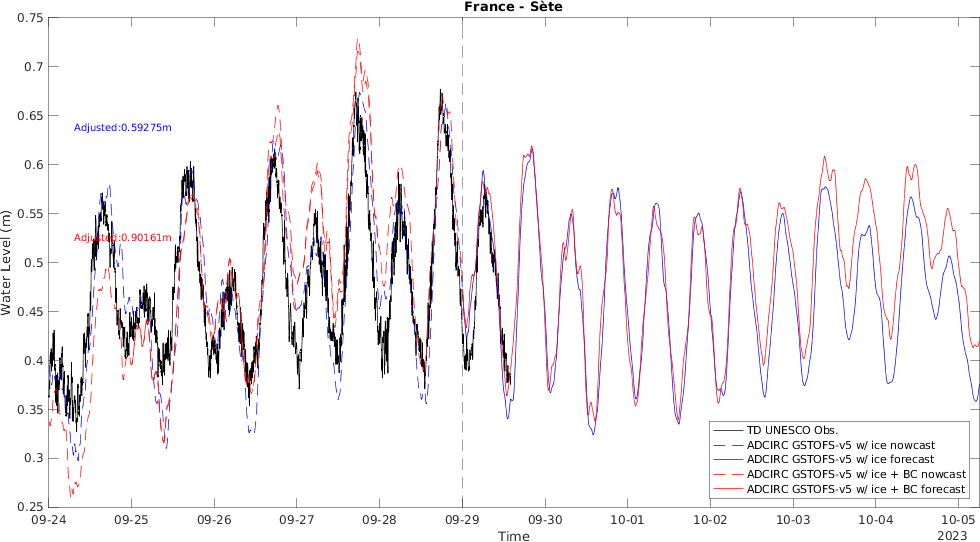 France - Sète
Water Level (m)
0.75
0.7
0.65
0.6
0.55
0.5
0.45
0.4
0.35
0.3
0.25
Adjusted:0.59275m
Adjusted:0.90161m
TD UNESCO Obs.
ADCIRC GSTOFS-v5 w/ ice nowcast
ADCIRC GSTOFS-v5 w/ ice forecast
ADCIRC GSTOFS-v5 w/ ice + BC nowcast
ADCIRC GSTOFS-v5 w/ ice + BC forecast
09-24 09-25 09-26 09-27 09-28 09-29 09-30 10-01 10-02 10-03 10-04 10-05
Time
2023